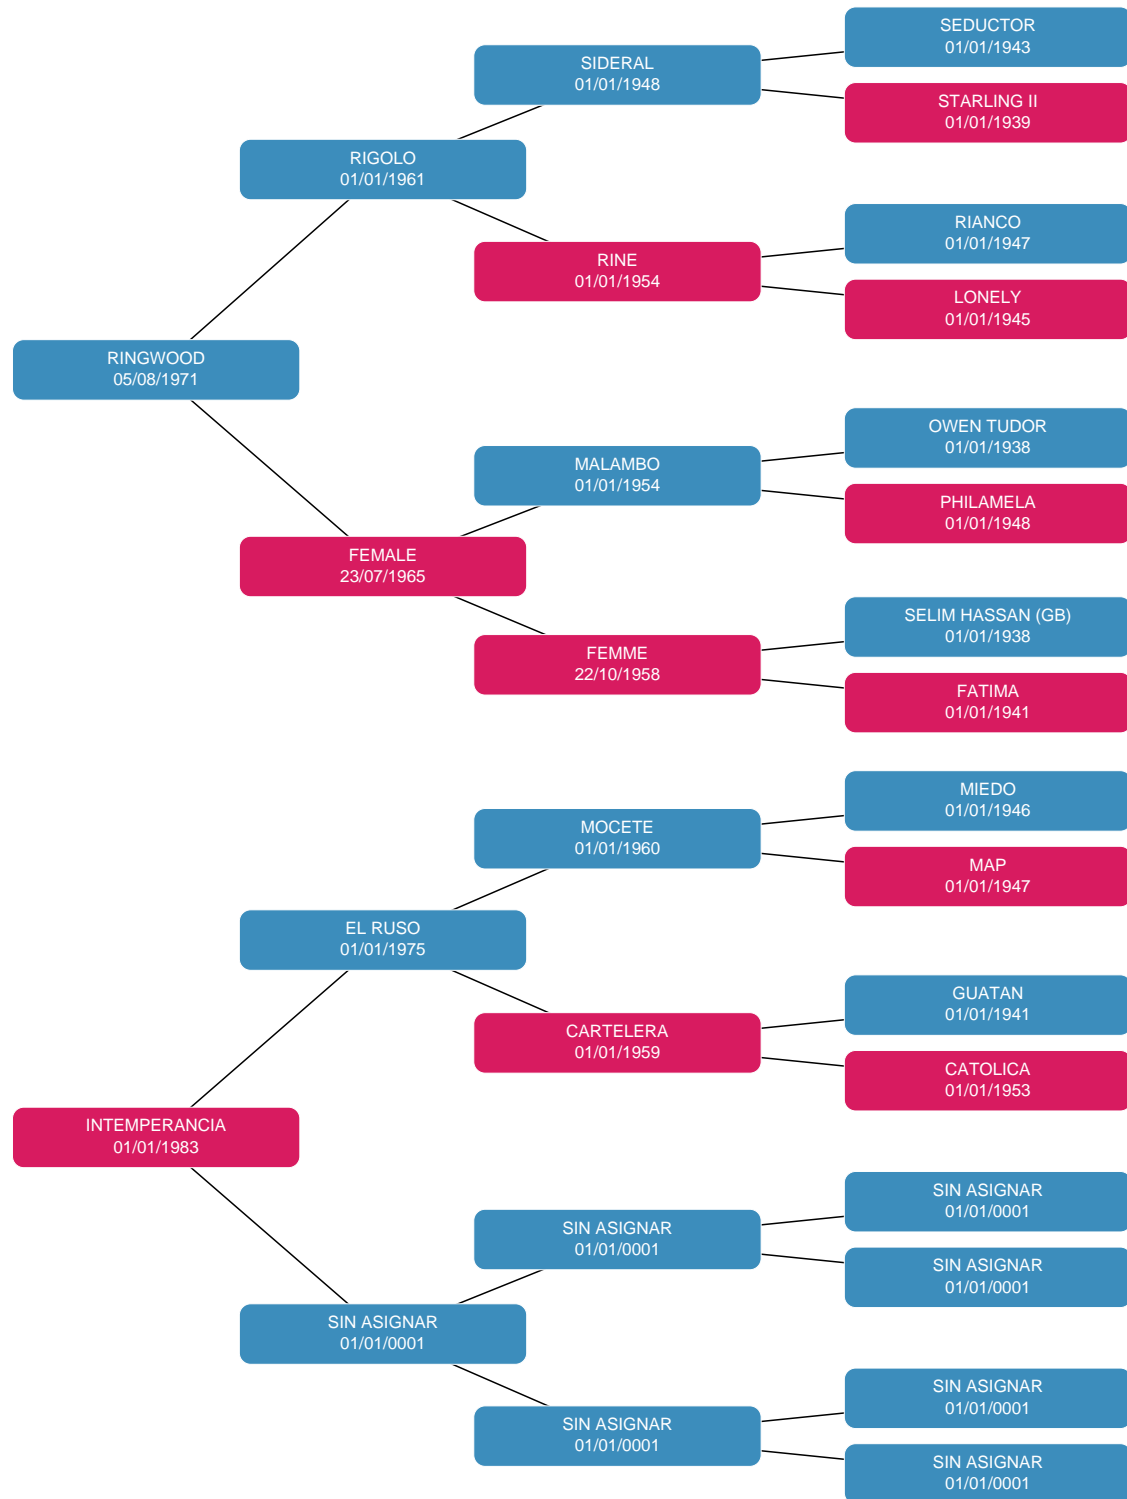 SEDUCTOR
01/01/1943
SIDERAL
01/01/1948
STARLING II
01/01/1939
RIGOLO
01/01/1961
RIANCO
01/01/1947
RINE
01/01/1954
LONELY
01/01/1945
RINGWOOD
05/08/1971
OWEN TUDOR
01/01/1938
MALAMBO
01/01/1954
PHILAMELA
01/01/1948
FEMALE
23/07/1965
SELIM HASSAN (GB)
01/01/1938
FEMME
22/10/1958
FATIMA
01/01/1941
MIEDO
01/01/1946
MOCETE
01/01/1960
MAP
01/01/1947
EL RUSO
01/01/1975
GUATAN
01/01/1941
CARTELERA
01/01/1959
CATOLICA
01/01/1953
INTEMPERANCIA
01/01/1983
SIN ASIGNAR
01/01/0001
SIN ASIGNAR
01/01/0001
SIN ASIGNAR
01/01/0001
SIN ASIGNAR
01/01/0001
SIN ASIGNAR
01/01/0001
SIN ASIGNAR
01/01/0001
SIN ASIGNAR
01/01/0001